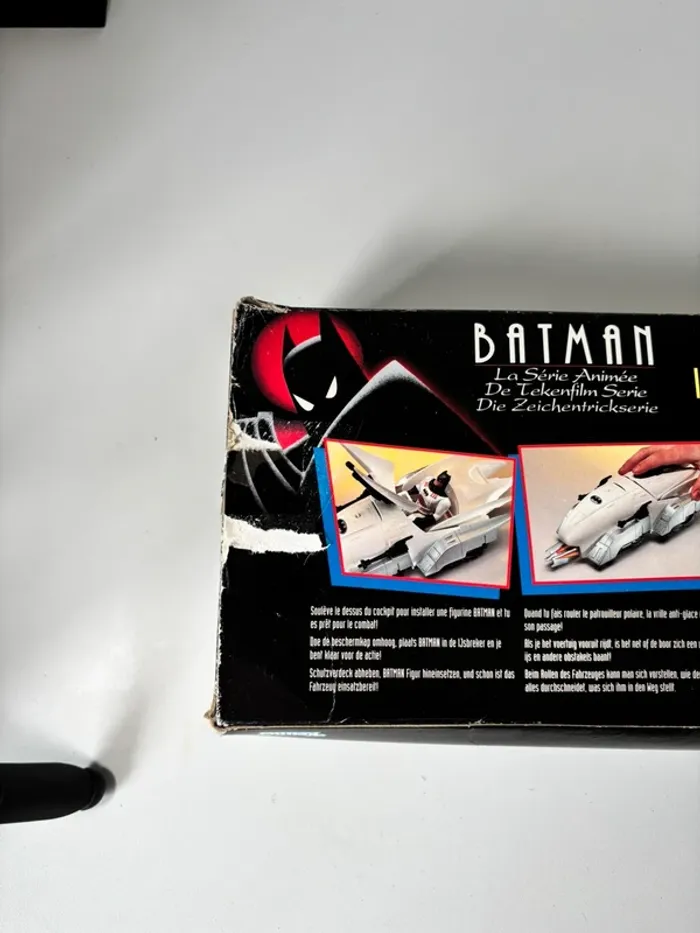 BATMAN
La Série Animée
De Tekenfilm Serie
Die Zeichentrickserie
Soulève le dessus du cockpit pour installer une figurine BATMAN et tu
es prêt pour le combat!
Doe de beschermkap omhoog, plaats BATMAN in de IJsbreker en je
bent klaar voor de actie!
Schutzverdeck abheben, BATMAN Figur hineinsetzen, und schon ist das
Fahrzeug einsatzbereit!
Quand tu fais rouler le patrouilleur polaire, la vrille anti-glace
son passage!
Als je het voertuig vooruit rijdt, is het net of de boor zich een
ijs en andere obstakels baant!
Beim Rollen des Fahrzeuges kann man sich vorstellen, wie
alles durchschneidet, was sich ihm in den Weg stellt.